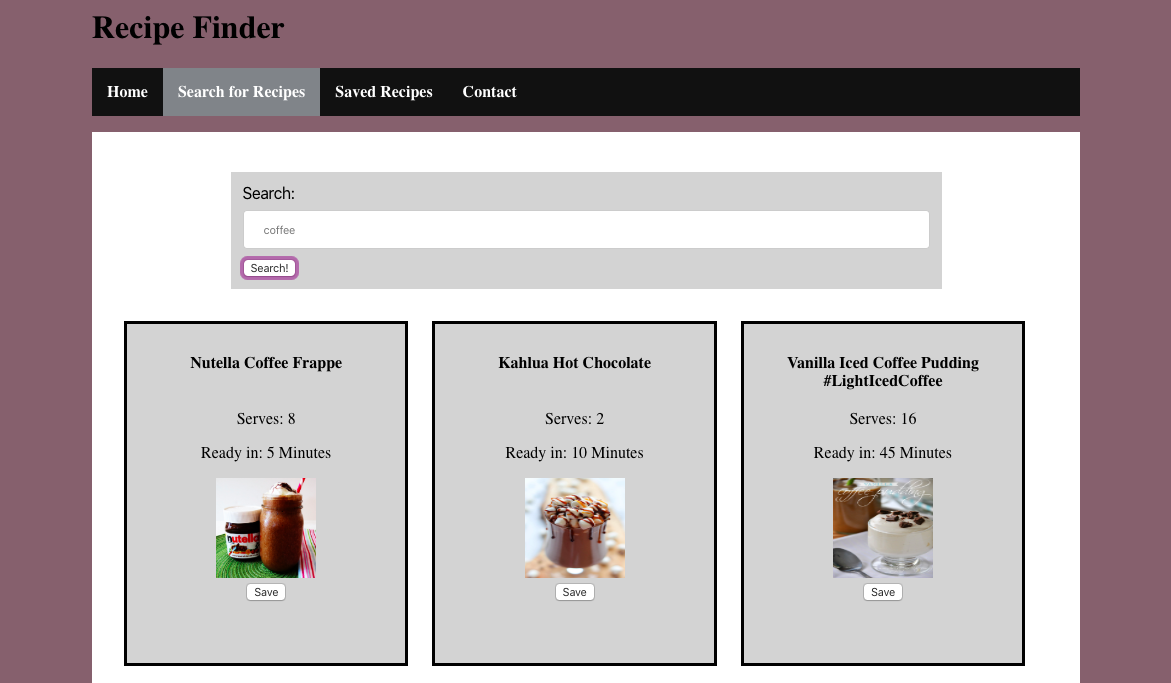 Recipe Finder
Home Search for Recipes Saved Recipes Contact
Search:
coffee
Search!
Nutella Coffee Frappe
Serves: 8
Ready in: 5 Minutes
nutella
Save
Kahlua Hot Chocolate
Serves: 2
Ready in: 10 Minutes
Save
Vanilla Iced Coffee Pudding
#LightIcedCoffee
Serves: 16
Ready in: 45 Minutes
coffee pudding
Save